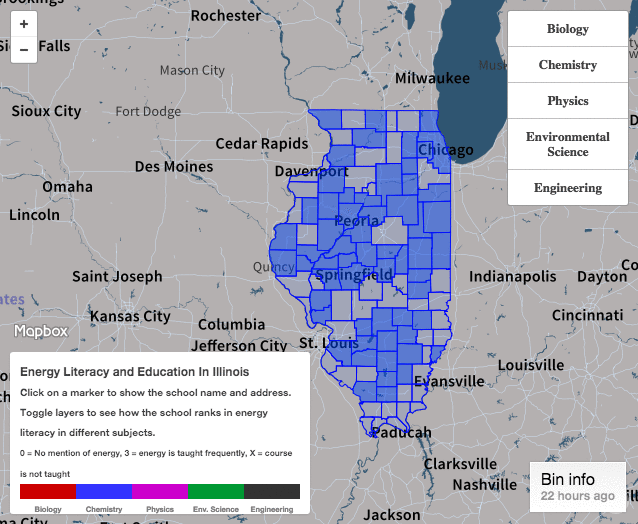 Rochester
+
−
Falls
Mason City
Milwaukee
Biology
Chemistry
Physics
Environmental
Science
Engineering
Sioux City
Fort Dodge
Cedar Rapids
Chicago
Des Moines
Davenport
Omaha
Lincoln
Peoria
Quincy
Springfield
Saint Joseph
Indianapolis
Dayton
ates
Kansas City
Columbia
Cincinnati
Mapbox
Jefferson City
St. Louis
Energy Literacy and Education In Illinois
Click on a marker to show the school name and address.
Toggle layers to see how the school ranks in energy
literacy in different subjects.
0 = No mention of energy, 3 = energy is taught frequently, X = course
is not taught
Biology Chemistry Physics Env. Science Engineering
Louisville
Evansville
Paducah
Clarksville
Nashville
Bin info
22 hours ago
Jackson